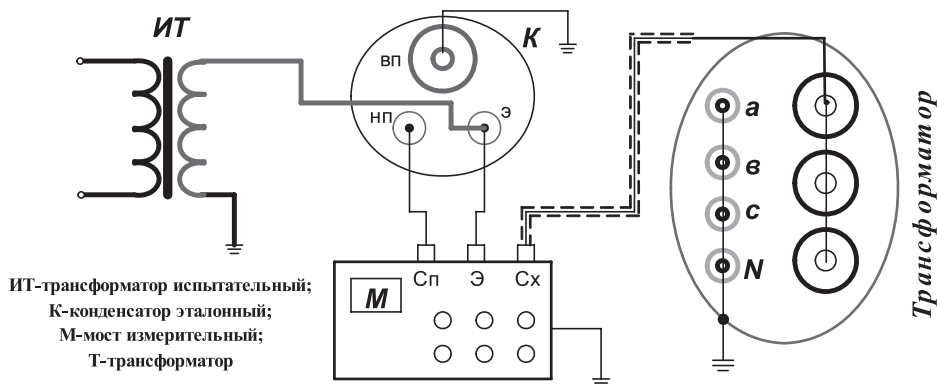 ИТ
К
вп
нп
Э
Сп
Э
Сх
М
а
в
с
N
Трансформатор
ИТ-трансформатор испытательный;
К-конденсатор эталонный;
М-мост измерительный;
Т-трансформатор